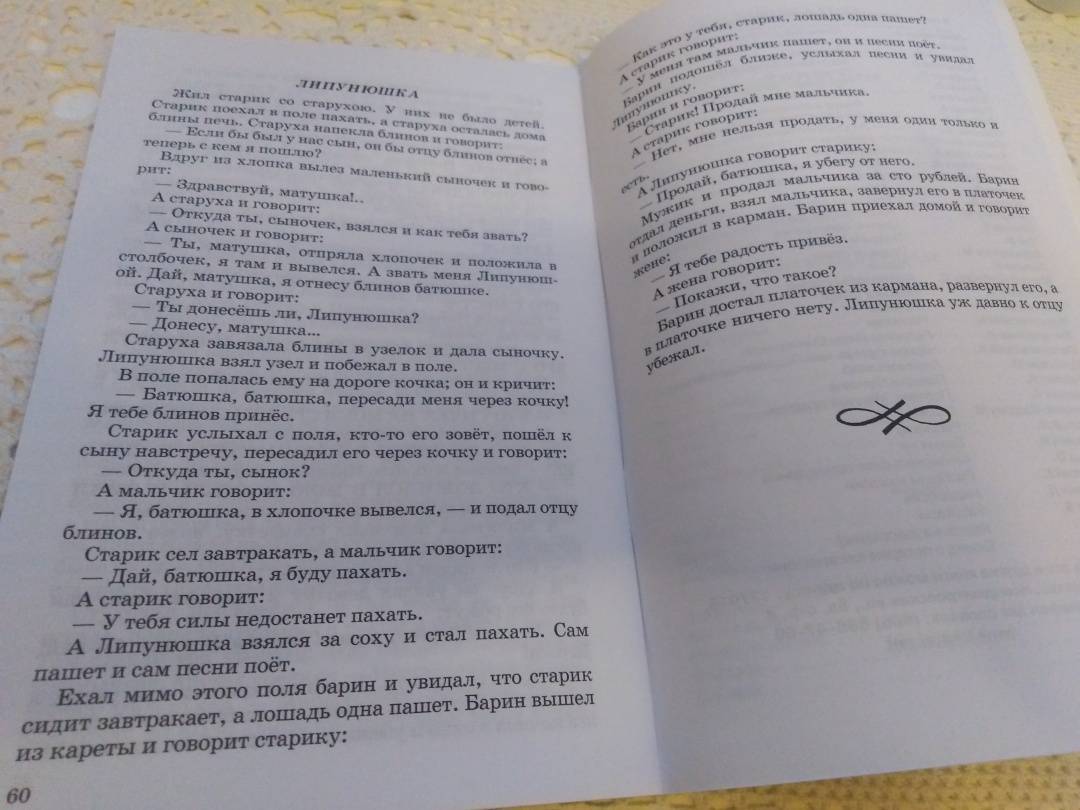 ЛИПУНЮШКА
Жил старик со старухою. У них не было детей.
Старик поехал в поле пахать, а старуха осталась дома
блины печь. Старуха напекла блинов и говорит:
— Если бы был у нас сын, он бы отцу блинов отнёс; а
теперь с кем я пошлю?
Вдруг из хлопка вылез маленький сыночек и гово-
рит:
— Здравствуй, матушка!..
А старуха и говорит:
— Откуда ты, сыночек, взялся и как тебя звать?
А сыночек и говорит:
— Ты, матушка, отпряла хлопочек и положила в
столбочек, я там и вывелся. А звать меня Липунюш-
ой. Дай, матушка, я отнесу блинов батюшке.
Старуха и говорит:
— Ты донесёшь ли, Липунюшка?
— Донесу, матушка...
Старуха завязала блины в узелок и дала сыночку.
Липунюшка взял узел и побежал в поле.
В поле попалась ему на дороге кочка; он и кричит:
— Батюшка, батюшка, пересади меня через кочку!
Я тебе блинов принёс.
Старик услыхал с поля, кто-то его зовёт, пошёл к
сыну навстречу, пересадил его через кочку и говорит:
— Откуда ты, сынок?
А мальчик говорит:
— Я, батюшка, в хлопочке вывелся, — и подал отцу
блинов.
Старик сел завтракать, а мальчик говорит:
— Дай, батюшка, я буду пахать.
А старик говорит:
— У тебя силы недостанет пахать.
А Липунюшка взялся за соху и стал пахать. Сам
пашет и сам песни поёт.
Ехал мимо этого поля барин и увидал, что старик
сидит завтракает, а лошадь одна пашет. Барин вышел
из кареты и говорит старику:
60
— Как это у тебя, старик, лошадь одна пашет?
А старик говорит:
— У меня там мальчик пашет, он и песни поёт.
Барин подошёл ближе, услыхал песни и увидал
Липунюшку.
Барин и говорит:
— Старик! Продай мне мальчика.
А старик говорит:
— Нет, мне нельзя продать, у меня один только и
есть.
А Липунюшка говорит старику:
— Продай, батюшка, я убегу от него.
Мужик и продал мальчика за сто рублей. Барин
отдал деньги, взял мальчика, завернул его в платочек
и положил в карман. Барин приехал домой и говорит
жене:
— Я тебе радость привёз.
А жена говорит:
— Покажи, что такое?
Барин достал платочек из кармана, развернул его, а
в платочке ничего нету. Липунюшка уж давно к отцу
убежал.